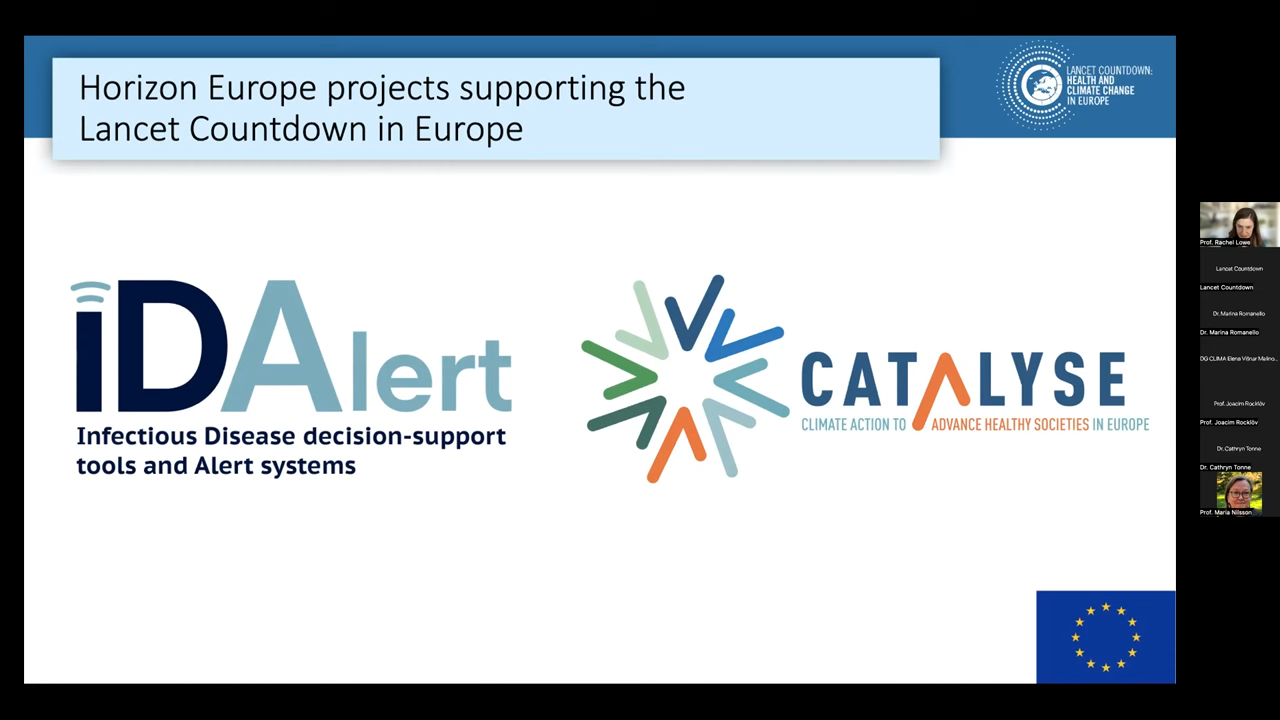 Horizon Europe projects supporting the
Lancet Countdown in Europe
LANCET COUNTDOWN:
HEALTH AND
CLIMATE CHANGE
IN EUROPE
iDAlert
Infectious Disease decision-support
tools and Alert systems
CATALYSE
CLIMATE ACTION TO ADVANCE HEALTHY SOCIETIES IN EUROPE
Prof. Rachel Lowe
Lancet Countdown
Lancet Countdown
Dr. Marina Romanello
Dr. Marina Romanello
DG CLIMA Elena Višnar Malino...
Prof. Joacim Rocklöv
Prof. Joacim Rocklöv
Dr. Cathryn Tonne
Dr. Cathryn Tonne
Prof. Maria Nilsson